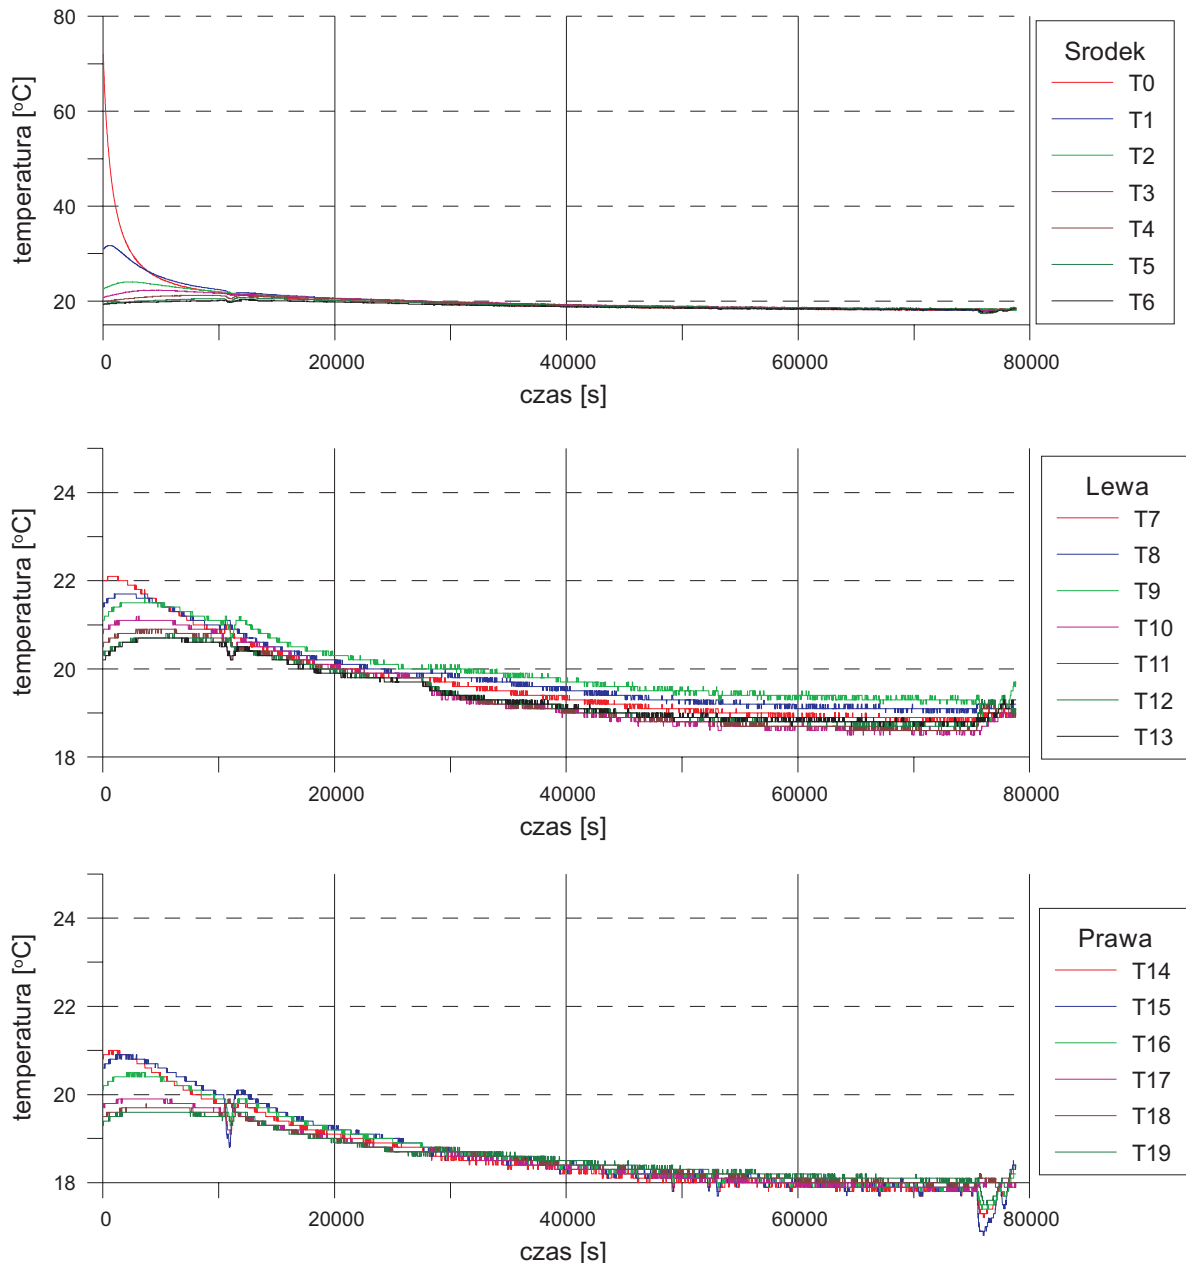 80
60
40
20
temperatura [°C]
0
20000
40000
60000
80000
czas [s]
Srodek
T0
T1
T2
T3
T4
T5
T6
24
22
20
18
temperatura [°C]
0
20000
40000
60000
80000
czas [s]
Lewa
T7
T8
T9
T10
T11
T12
T13
24
22
20
18
temperatura [°C]
0
20000
40000
60000
80000
czas [s]
Prawa
T14
T15
T16
T17
T18
T19